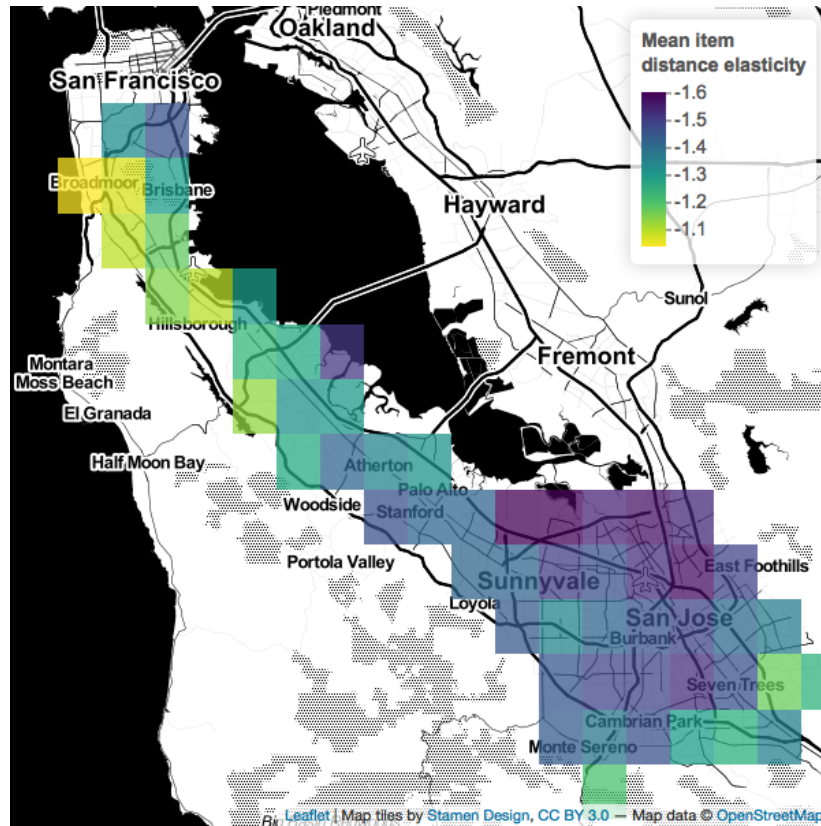 Piedmont
Oakland
San Francisco
Mean item
distance elasticity
-1.6
-1.5
-1.4
-1.3
-1.2
-1.1
Broadmoor
Brisbane
Hayward
Sunol
Hillsborough
Fremont
Montara
Moss Beach
El Granada
Half Moon Bay
Atherton
Palo Alto
Woodside
Stanford
Portola Valley
East Foothills
Sunnyvale
Loyola
San Jose
Burbank
Seven Trees
Cambrian Park
Monte Sereno
Leaflet | Map tiles by Stamen Design, CC BY 3.0 — Map data © OpenStreetMap